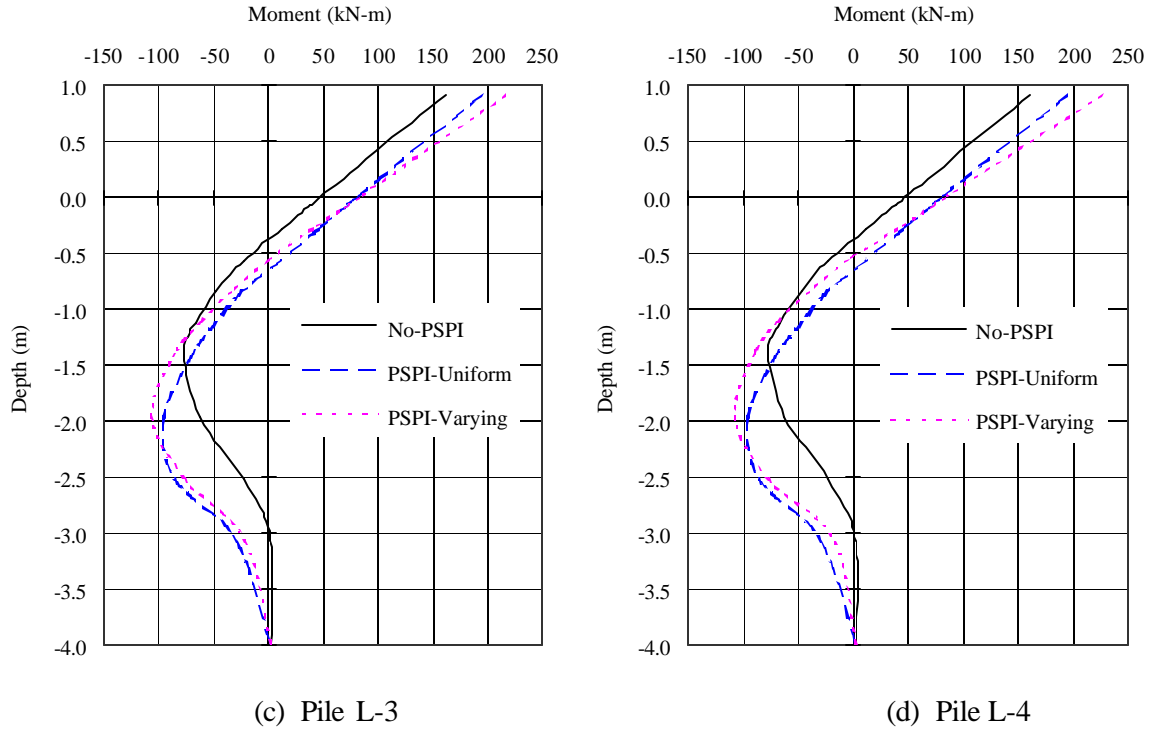 Moment (kN-m)
-150 -100 -50 0 50 100 150 200 250
1.0
0.5
0.0
-0.5
-1.0
-1.5
-2.0
-2.5
-3.0
-3.5
-4.0
Depth (m)
No-PSPI
PSPI-Uniform
PSPI-Varying
(c) Pile L-3
Moment (kN-m)
-150 -100 -50 0 50 100 150 200 250
1.0
0.5
0.0
-0.5
-1.0
-1.5
-2.0
-2.5
-3.0
-3.5
-4.0
Depth (m)
No-PSPI
PSPI-Uniform
PSPI-Varying
(d) Pile L-4